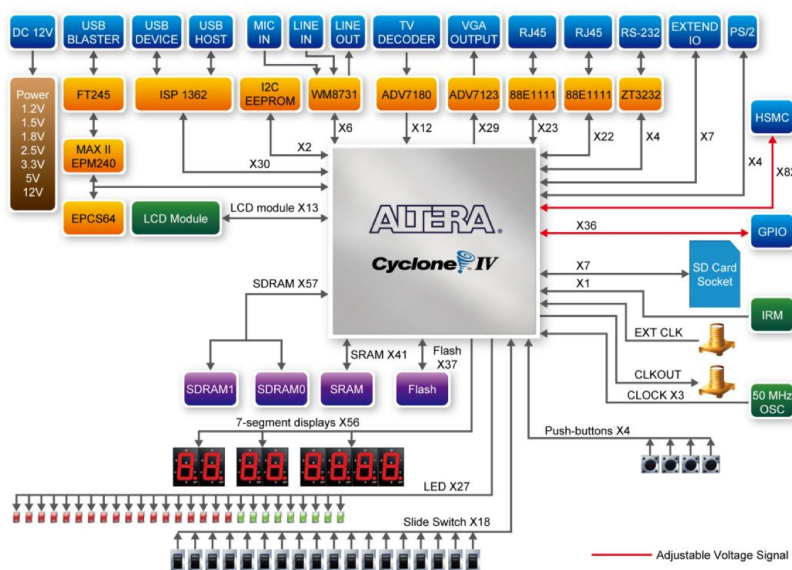 DC 12V
USB
BLASTER
USB
DEVICE
USB
HOST
MIC
IN
LINE
IN
LINE
OUT
TV
DECODER
VGA
OUTPUT
RJ45
RJ45
RS-232
EXTEND
IO
PS/2
Power
1.2V
1.5V
1.8V
2.5V
3.3V
5V
12V
FT245
ISP 1362
I2C
EEPROM
WM8731
ADV7180
ADV7123
88E1111
88E1111
ZT3232
HSMC
X6
X12
X29
X23
X22
X4
X7
X4
X82
MAX II
EPM240
X2
X30
EPCS64
LCD Module
LCD module X13
ALTERA®
Cyclone IV
X36
GPIO
X7
SD Card
Socket
X1
IRM
EXT CLK
SDRAM X57
SRAM X41
Flash
X37
CLKOUT
CLOCK X3
50 MHz
OSC
SDRAM1
SDRAM0
SRAM
Flash
7-segment displays X56
Push-buttons X4
LED X27
Slide Switch X18
Adjustable Voltage Signal